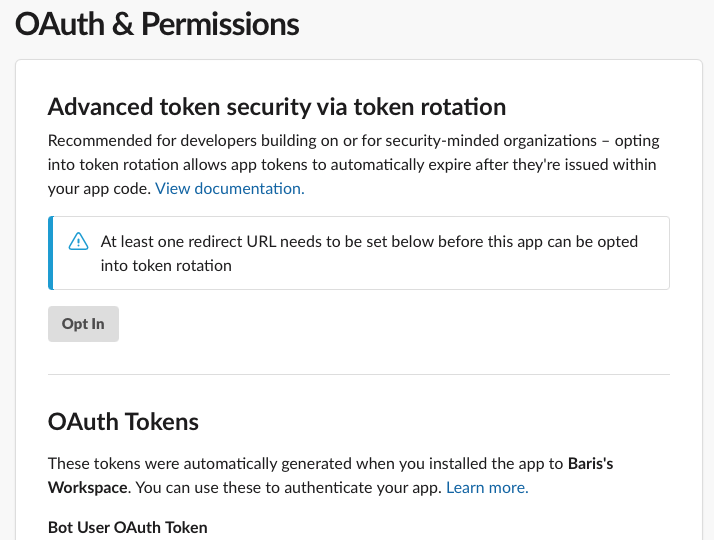 OAuth & Permissions
Advanced token security via token rotation
Recommended for developers building on or for security-minded organizations – opting
into token rotation allows app tokens to automatically expire after they're issued within
your app code. View documentation.
At least one redirect URL needs to be set below before this app can be opted
into token rotation
Opt In
OAuth Tokens
These tokens were automatically generated when you installed the app to Baris's
Workspace. You can use these to authenticate your app. Learn more.
Bot User OAuth Token